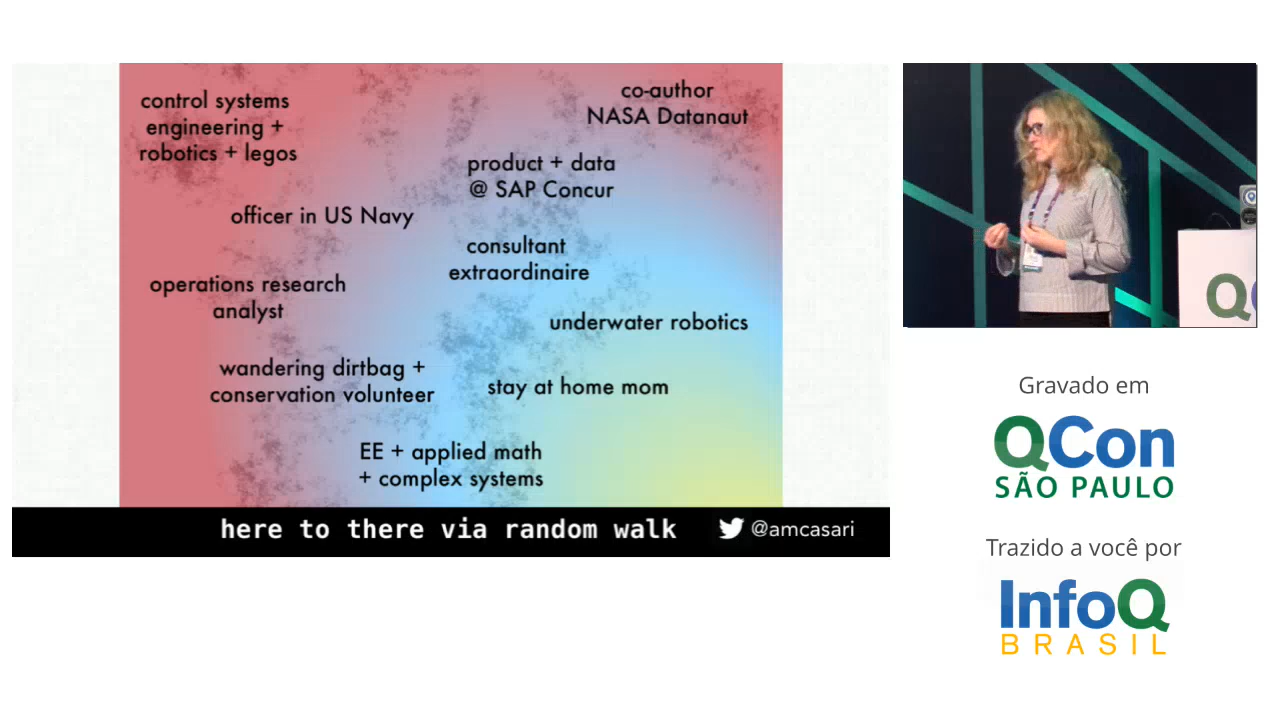 control systems
engineering +
robotics + legos
co-author
NASA Datanaut
product + data
@ SAP Concur
officer in US Navy
consultant
extraordinaire
operations research
analyst
underwater robotics
wandering dirtbag +
conservation volunteer
stay at home mom
EE + applied math
+ complex systems
here to there via random walk
@amcasari
Gravado em
QCon
SÃO PAULO
Trazido a você por
InfoQ
BRASIL